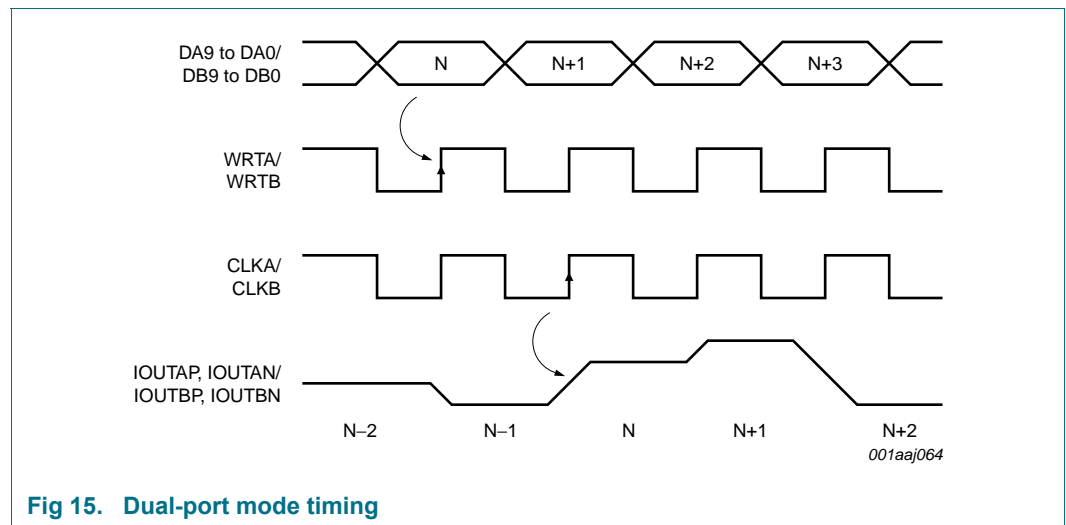 DA9 to DA0/
DB9 to DB0
N
N+1
N+2
N+3
WRTA/
WRTB
CLKA/
CLKB
IOUTAP, IOUTAN/
IOUTBP, IOUTBN
N−2
N−1
N
N+1
N+2
001aaj064
Fig 15. Dual-port mode timing